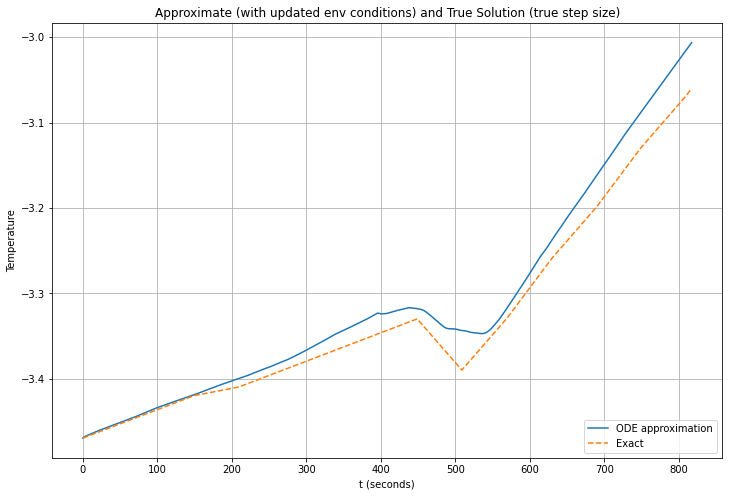 Approximate (with updated env conditions) and True Solution (true step size)
−3.0
−3.1
−3.2
−3.3
−3.4
Temperature
0
100
200
300
400
500
600
700
800
t (seconds)
ODE approximation
Exact